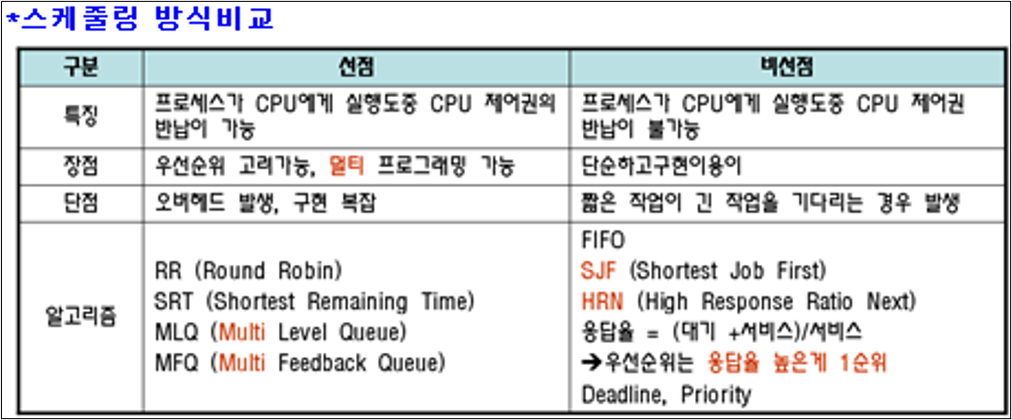 *스케줄링 방식비교
구분 선점 비선점
특징 프로세스가 CPU에게 실행도중 CPU 제어권의 반납이 가능 프로세스가 CPU에게 실행도중 CPU 제어권 반납이 불가능
장점 우선순위 고려가능, 멀티 프로그래밍 가능 단순하고구현이용이
단점 오버헤드 발생, 구현 복잡 짧은 작업이 긴 작업을 기다리는 경우 발생
알고리즘
RR (Round Robin)
SRT (Shortest Remaining Time)
MLQ (Multi Level Queue)
MFQ (Multi Feedback Queue)
FIFO
SJF (Shortest Job First)
HRN (High Response Ratio Next)
응답율 = (대기 +서비스)/서비스
→우선순위는 응답율 높은게 1순위
Deadline, Priority